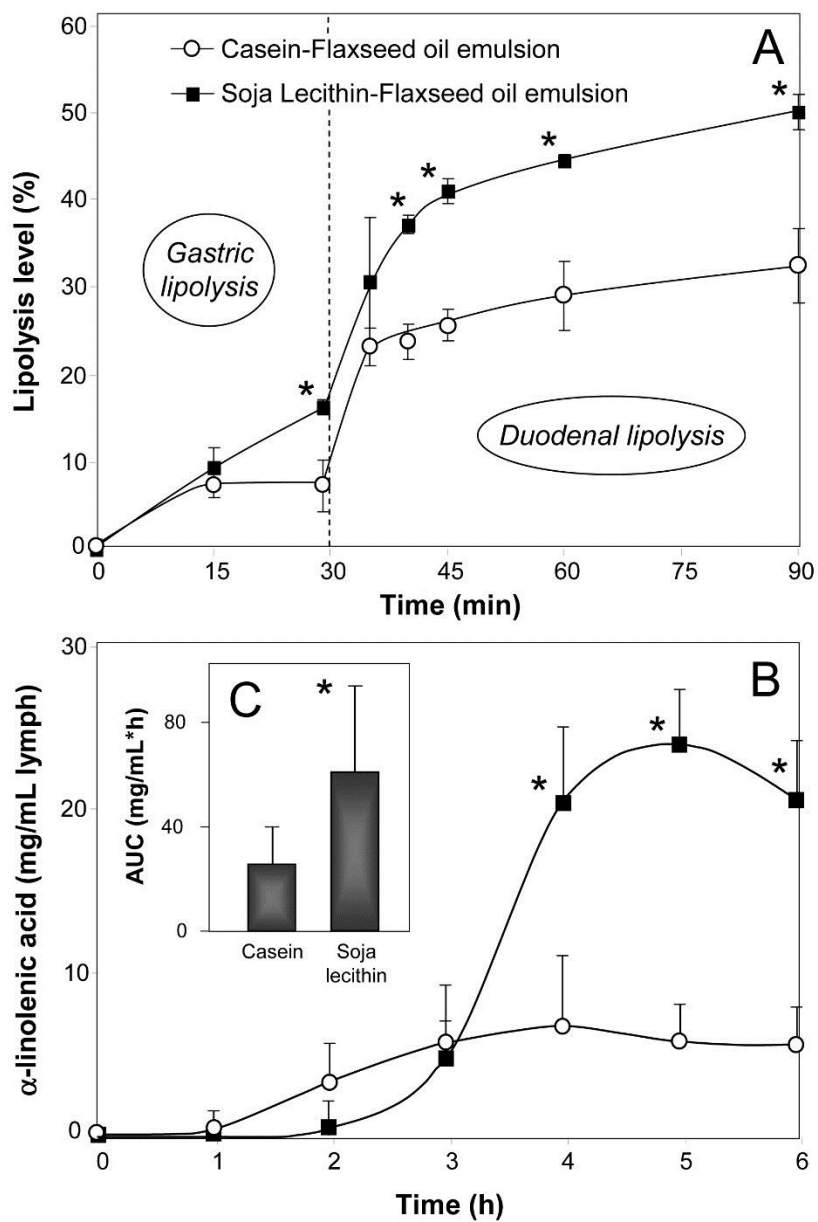 A
Casein-Flaxseed oil emulsion
Soja Lecithin-Flaxseed oil emulsion
60
50
40
30
20
10
0
Lipolysis level (%)
* * * * * *
Gastric
lipolysis
Duodenal lipolysis
0 15 30 45 60 75 90
Time (min)
B
30
20
10
0
α-linolenic acid (mg/mL lymph)
* * *
C
*
80
40
0
AUC (mg/mL*h)
Casein Soja
lecithin
0 1 2 3 4 5 6
Time (h)